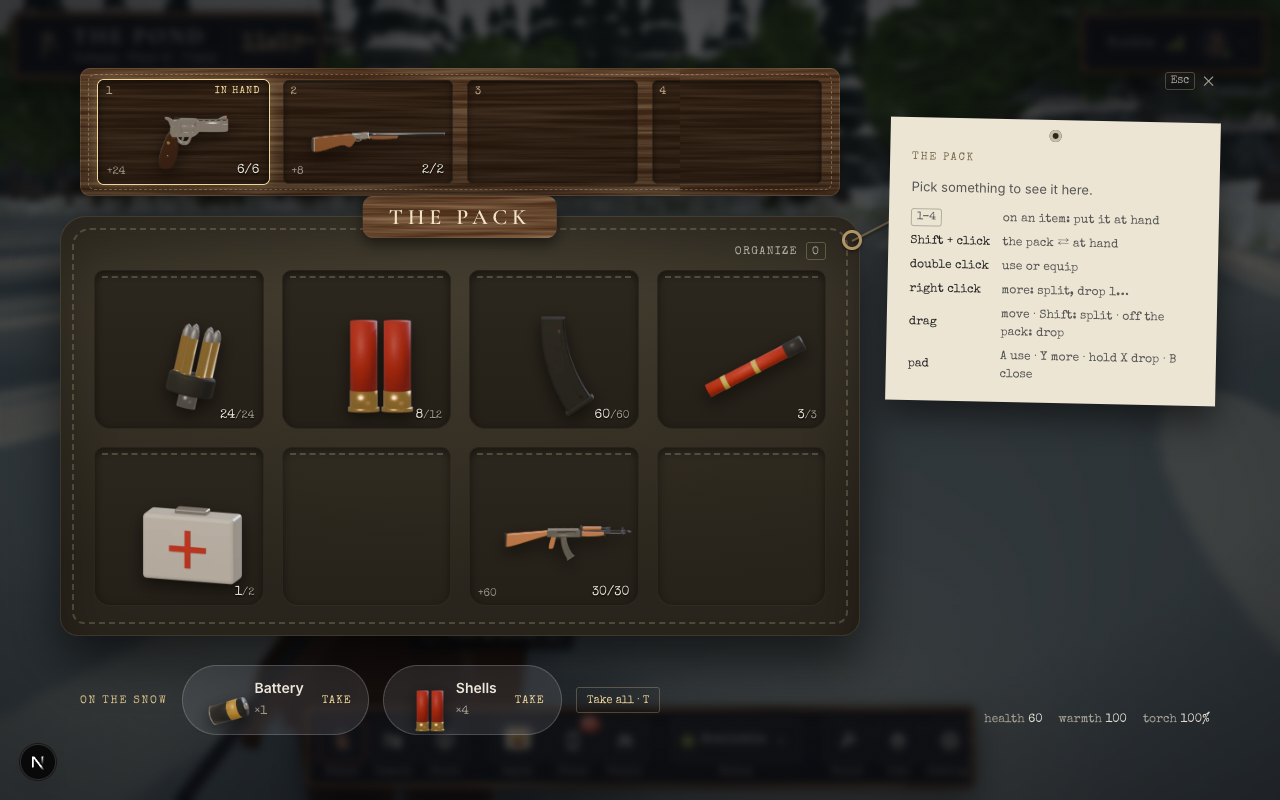 THE POND
Esc
1
IN HAND
+24
6/6
2
+8
2/2
3
4
THE PACK
ORGANIZE
O
24/24
8/12
60/60
3/3
1/2
+60
30/30
THE PACK
Pick something to see it here.
1-4 on an item: put it at hand
Shift + click the pack ⇄ at hand
double click use or equip
right click more: split, drop 1...
drag move · Shift: split · off the
pack: drop
pad A use · Y more · hold X drop · B
close
ON THE SNOW
Battery
×1
TAKE
Shells
×4
TAKE
Take all · T
health 60 warmth 100 torch 100%
N